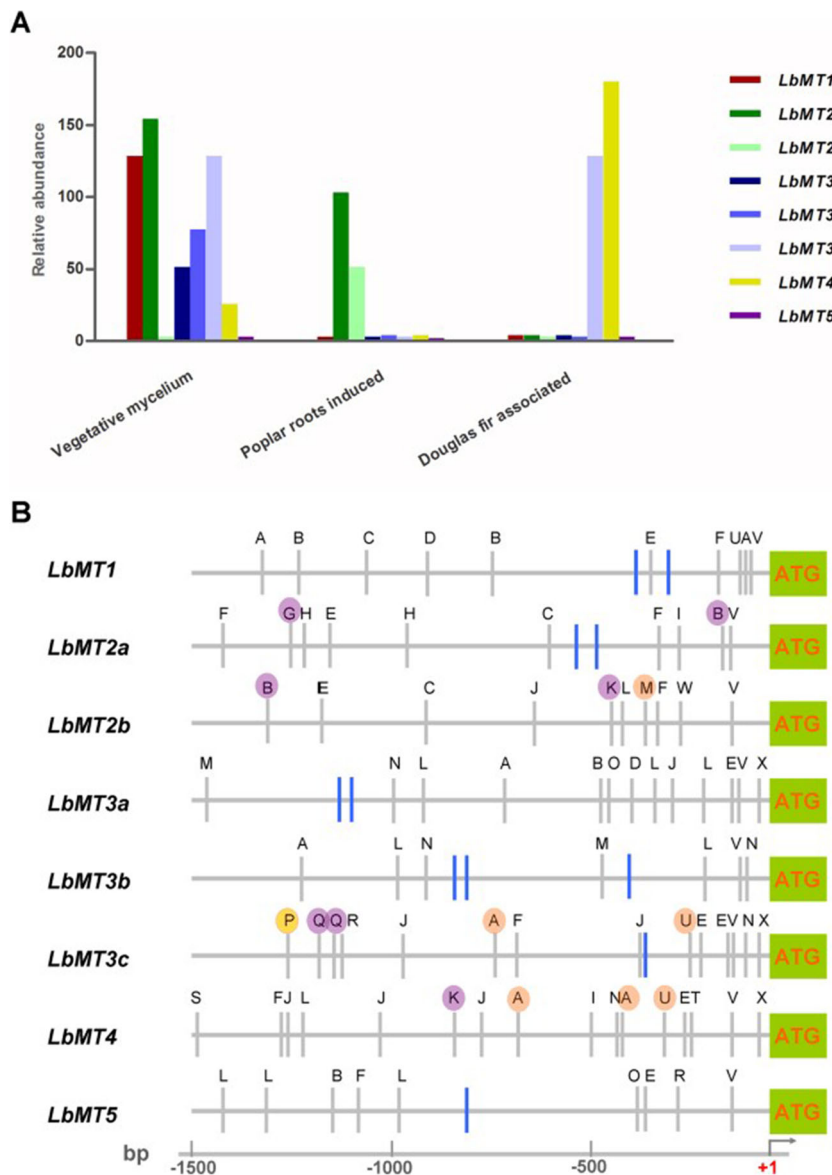 A
200
150
100
50
0
Relative abundance
Vegetative mycelium
Poplar roots induced
Douglas fir associated
LbMT1
LbMT2
LbMT2
LbMT3
LbMT3
LbMT3
LbMT4
LbMT5
B
A B C D B E F U A V
LbMT1 ATG
F G H E H C F I B V
LbMT2a ATG
B E C J K L M F W V
LbMT2b ATG
M N L A B O D L J L E V X
LbMT3a ATG
A L N M L V N
LbMT3b ATG
P Q Q R J A F J U E E V N X
LbMT3c ATG
S F J L J K J A I N A U E T V X
LbMT4 ATG
L L B F L O E R V
LbMT5 ATG
bp -1500 -1000 -500 +1